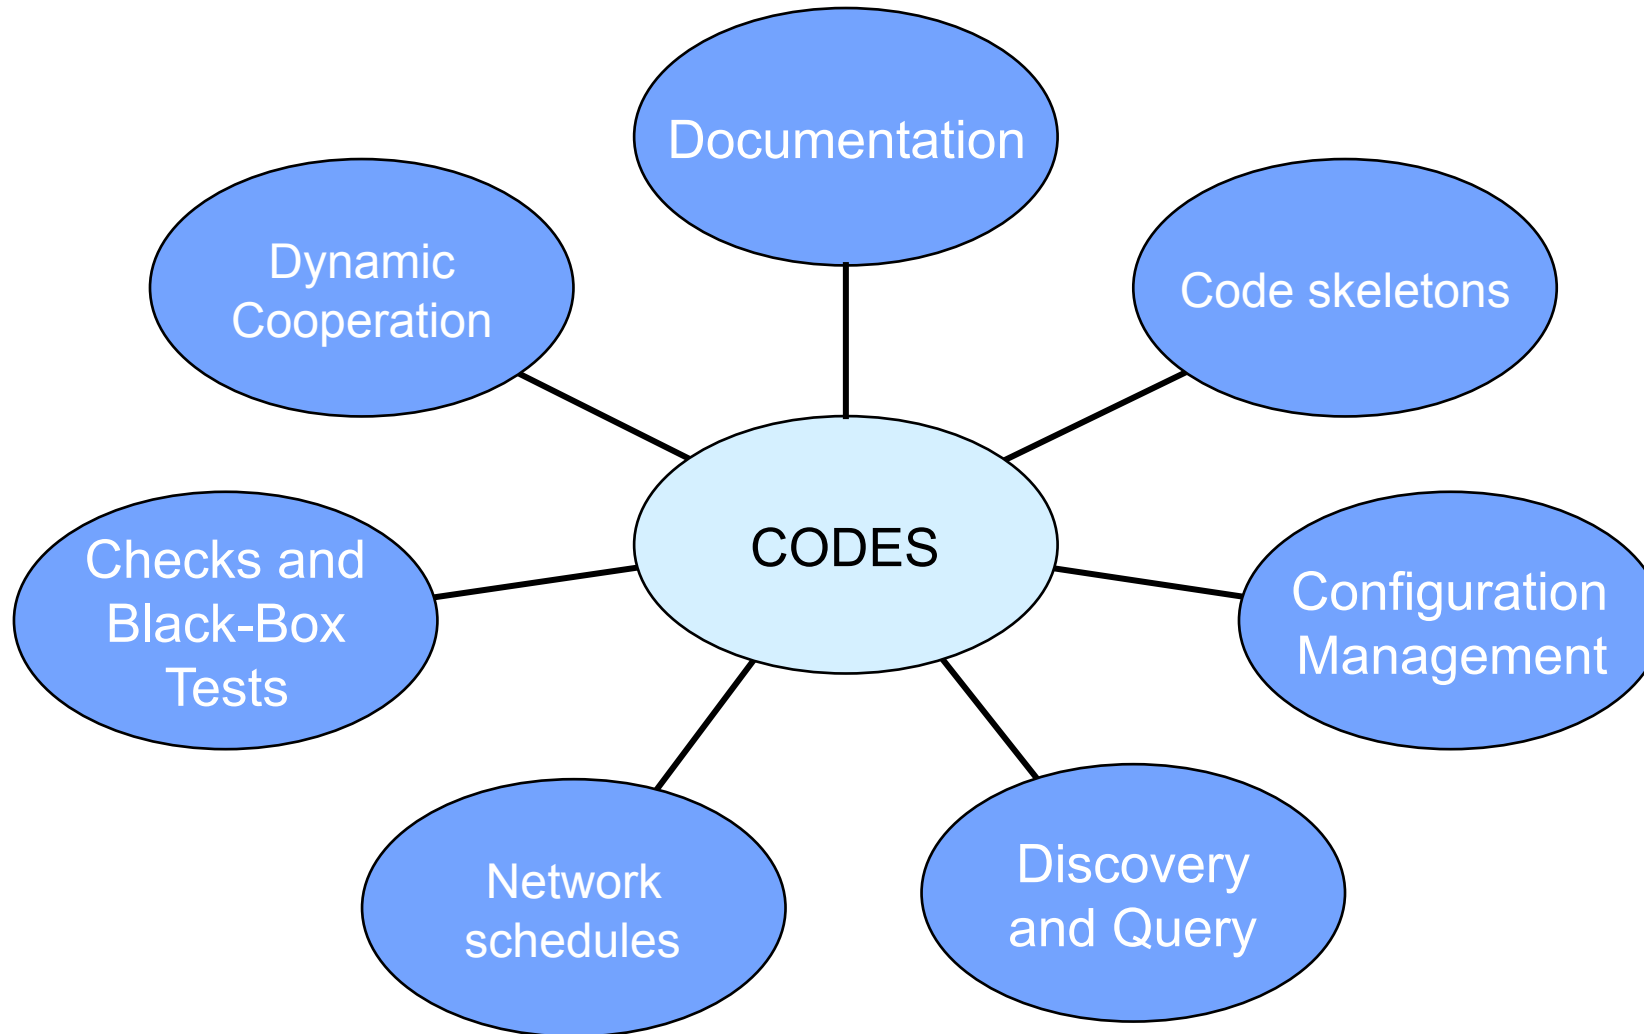 Documentation
Dynamic
Cooperation
Code skeletons
CODES
Checks and
Black-Box
Tests
Configuration
Management
Network
schedules
Discovery
and Query